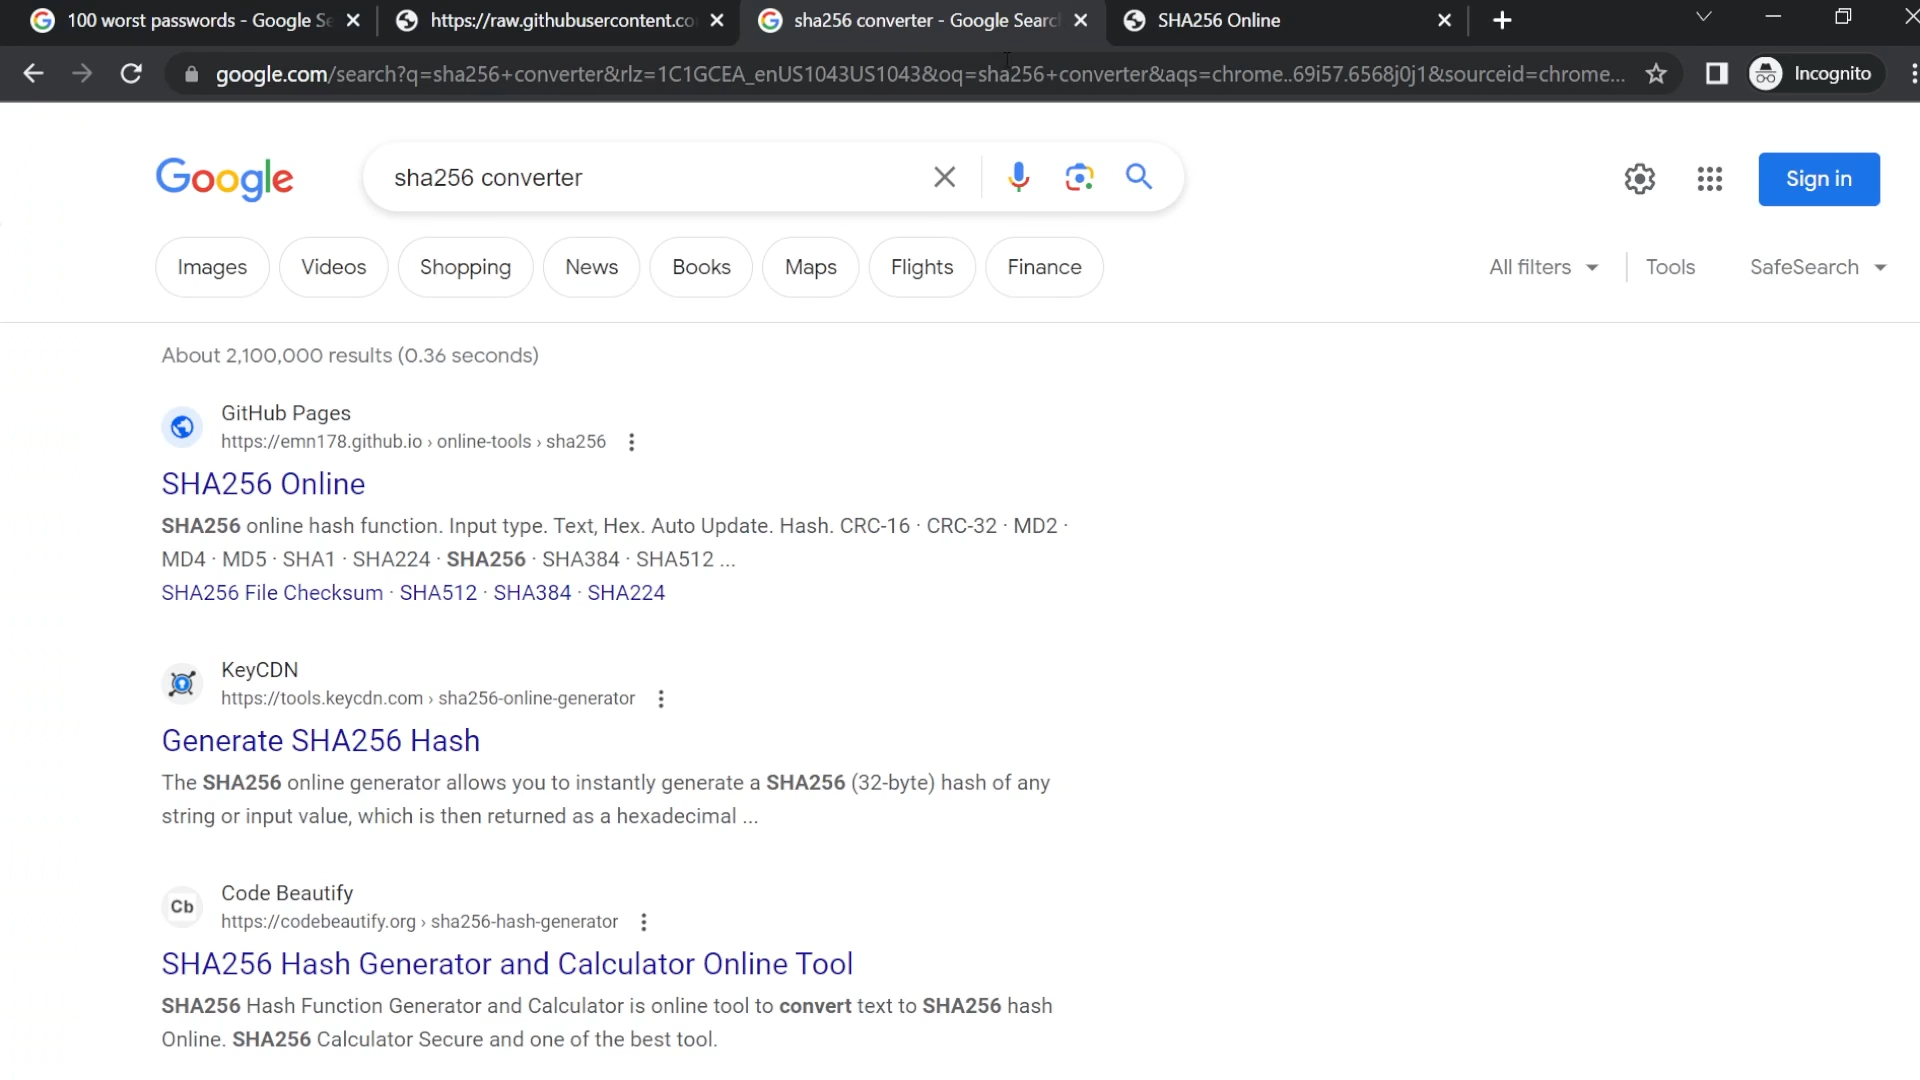 100 worst passwords - Google Se
https://raw.githubusercontent.co
sha256 converter - Google Searc
SHA256 Online
google.com/search?q=sha256+converter&rlz=1C1GCEA_enUS1043US1043&oq=sha256+converter&aqs=chrome..69i57.6568j0j1&sourceid=chrome...
Incognito
Google
sha256 converter
Sign in
Images
Videos
Shopping
News
Books
Maps
Flights
Finance
All filters
Tools
SafeSearch
About 2,100,000 results (0.36 seconds)
GitHub Pages
https://emn178.github.io › online-tools › sha256
SHA256 Online
SHA256 online hash function. Input type. Text, Hex. Auto Update. Hash. CRC-16 · CRC-32 · MD2 ·
MD4 · MD5 · SHA1 · SHA224 · SHA256 · SHA384 · SHA512 ...
SHA256 File Checksum · SHA512 · SHA384 · SHA224
KeyCDN
https://tools.keycdn.com › sha256-online-generator
Generate SHA256 Hash
The SHA256 online generator allows you to instantly generate a SHA256 (32-byte) hash of any
string or input value, which is then returned as a hexadecimal ...
Cb
Code Beautify
https://codebeautify.org › sha256-hash-generator
SHA256 Hash Generator and Calculator Online Tool
SHA256 Hash Function Generator and Calculator is online tool to convert text to SHA256 hash
Online. SHA256 Calculator Secure and one of the best tool.